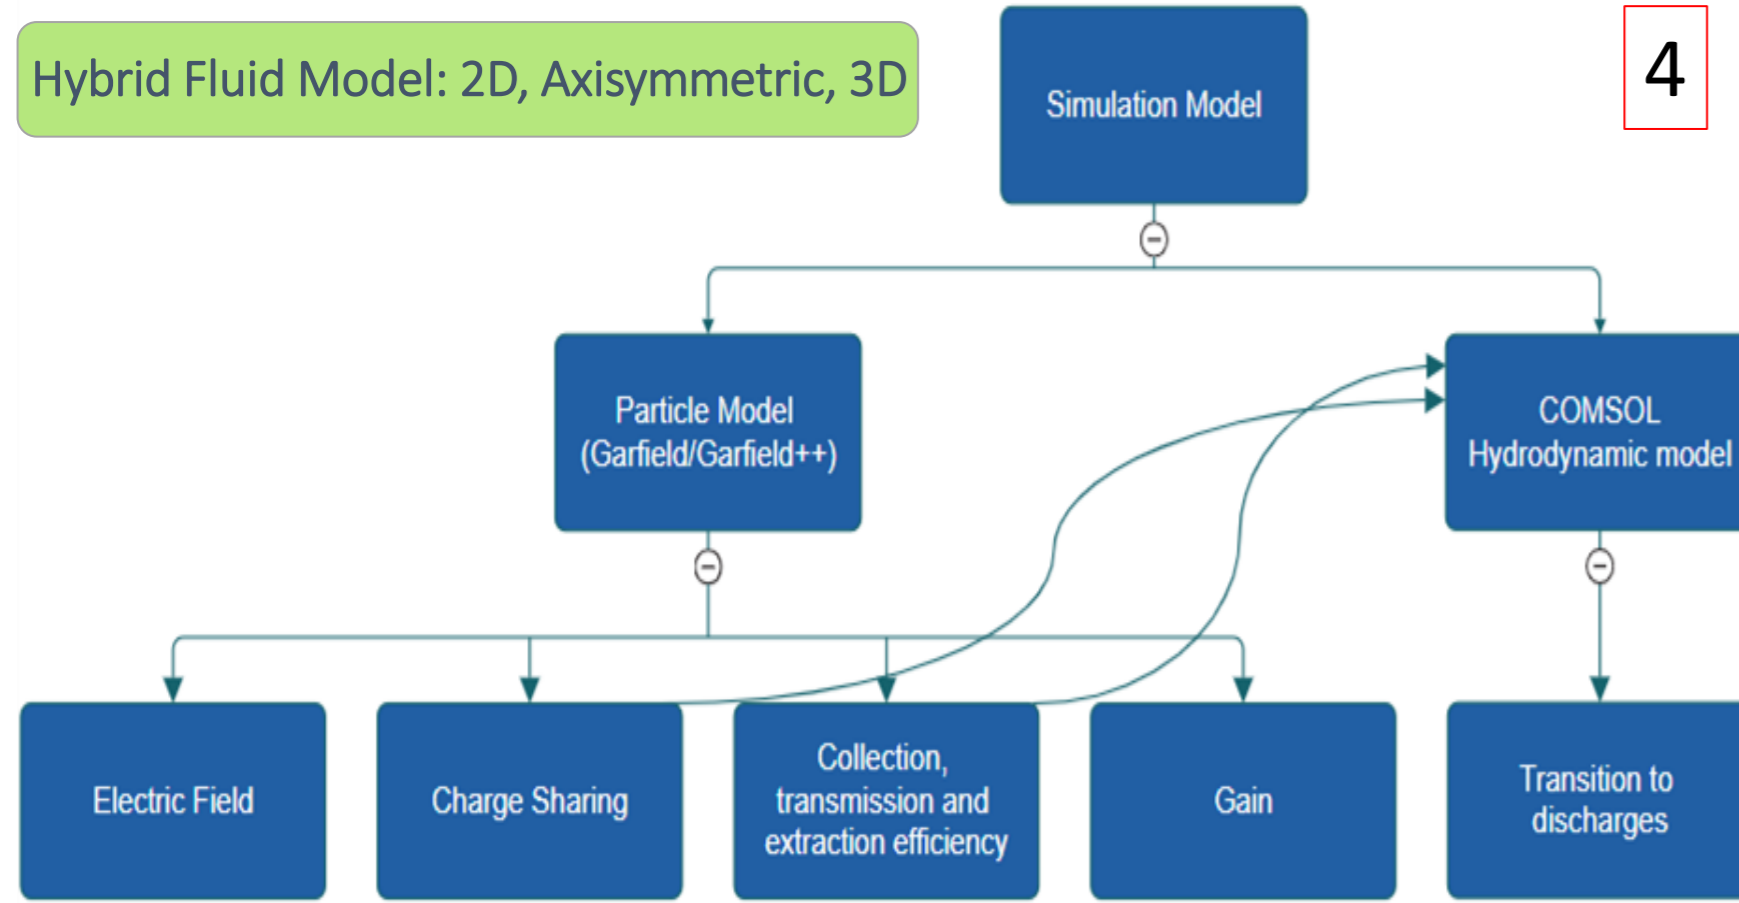 Hybrid Fluid Model: 2D, Axisymmetric, 3D
Simulation Model
4
Particle Model
(Garfield/Garfield++)
COMSOL
Hydrodynamic model
Electric Field
Charge Sharing
Collection,
transmission and
extraction efficiency
Gain
Transition to
discharges